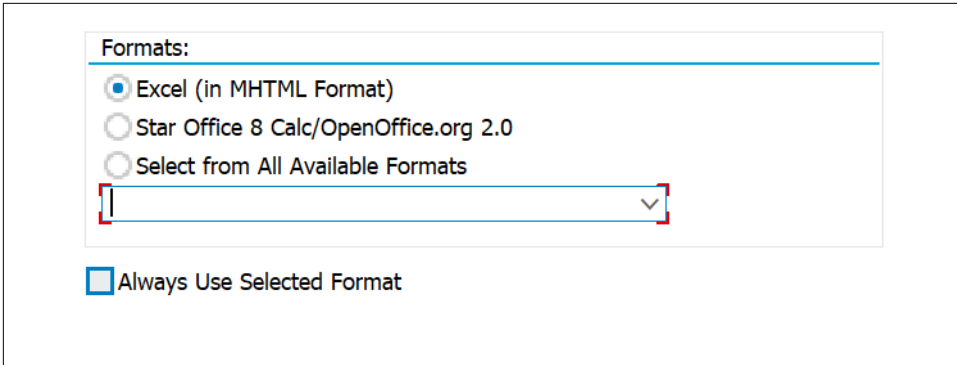 Formats:
Excel (in MHTML Format)
Star Office 8 Calc/OpenOffice.org 2.0
Select from All Available Formats
Always Use Selected Format